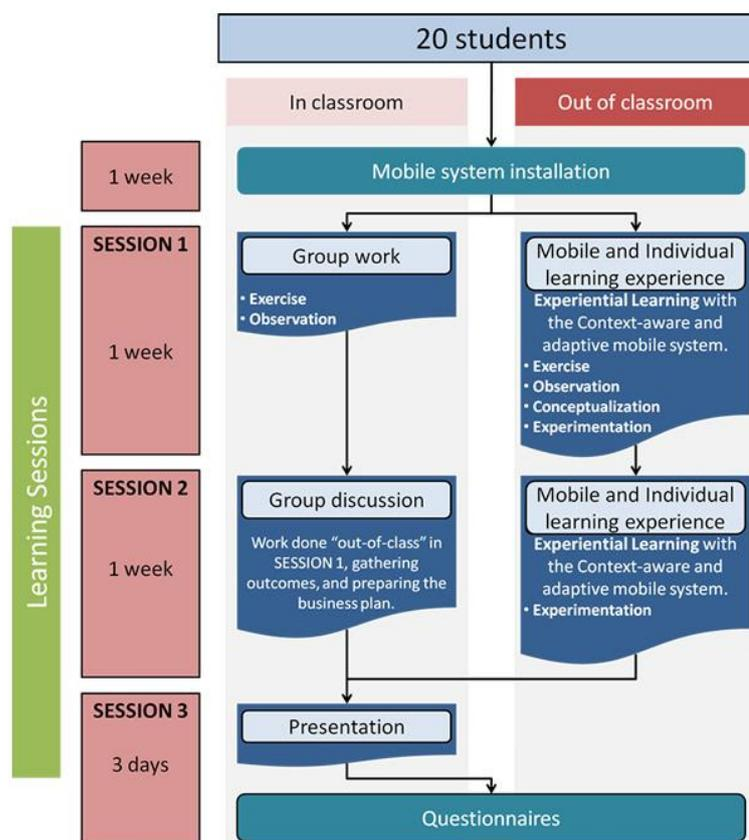 20 students
In classroom
Out of classroom
1 week
Mobile system installation
Learning Sessions
SESSION 1
1 week
Group work
• Exercise
• Observation
Mobile and Individual
learning experience
Experiential Learning with
the Context-aware and
adaptive mobile system.
• Exercise
• Observation
• Conceptualization
• Experimentation
SESSION 2
1 week
Group discussion
Work done “out-of-class” in
SESSION 1, gathering
outcomes, and preparing the
business plan.
Mobile and Individual
learning experience
Experiential Learning with
the Context-aware and
adaptive mobile system.
• Experimentation
SESSION 3
3 days
Presentation
Questionnaires